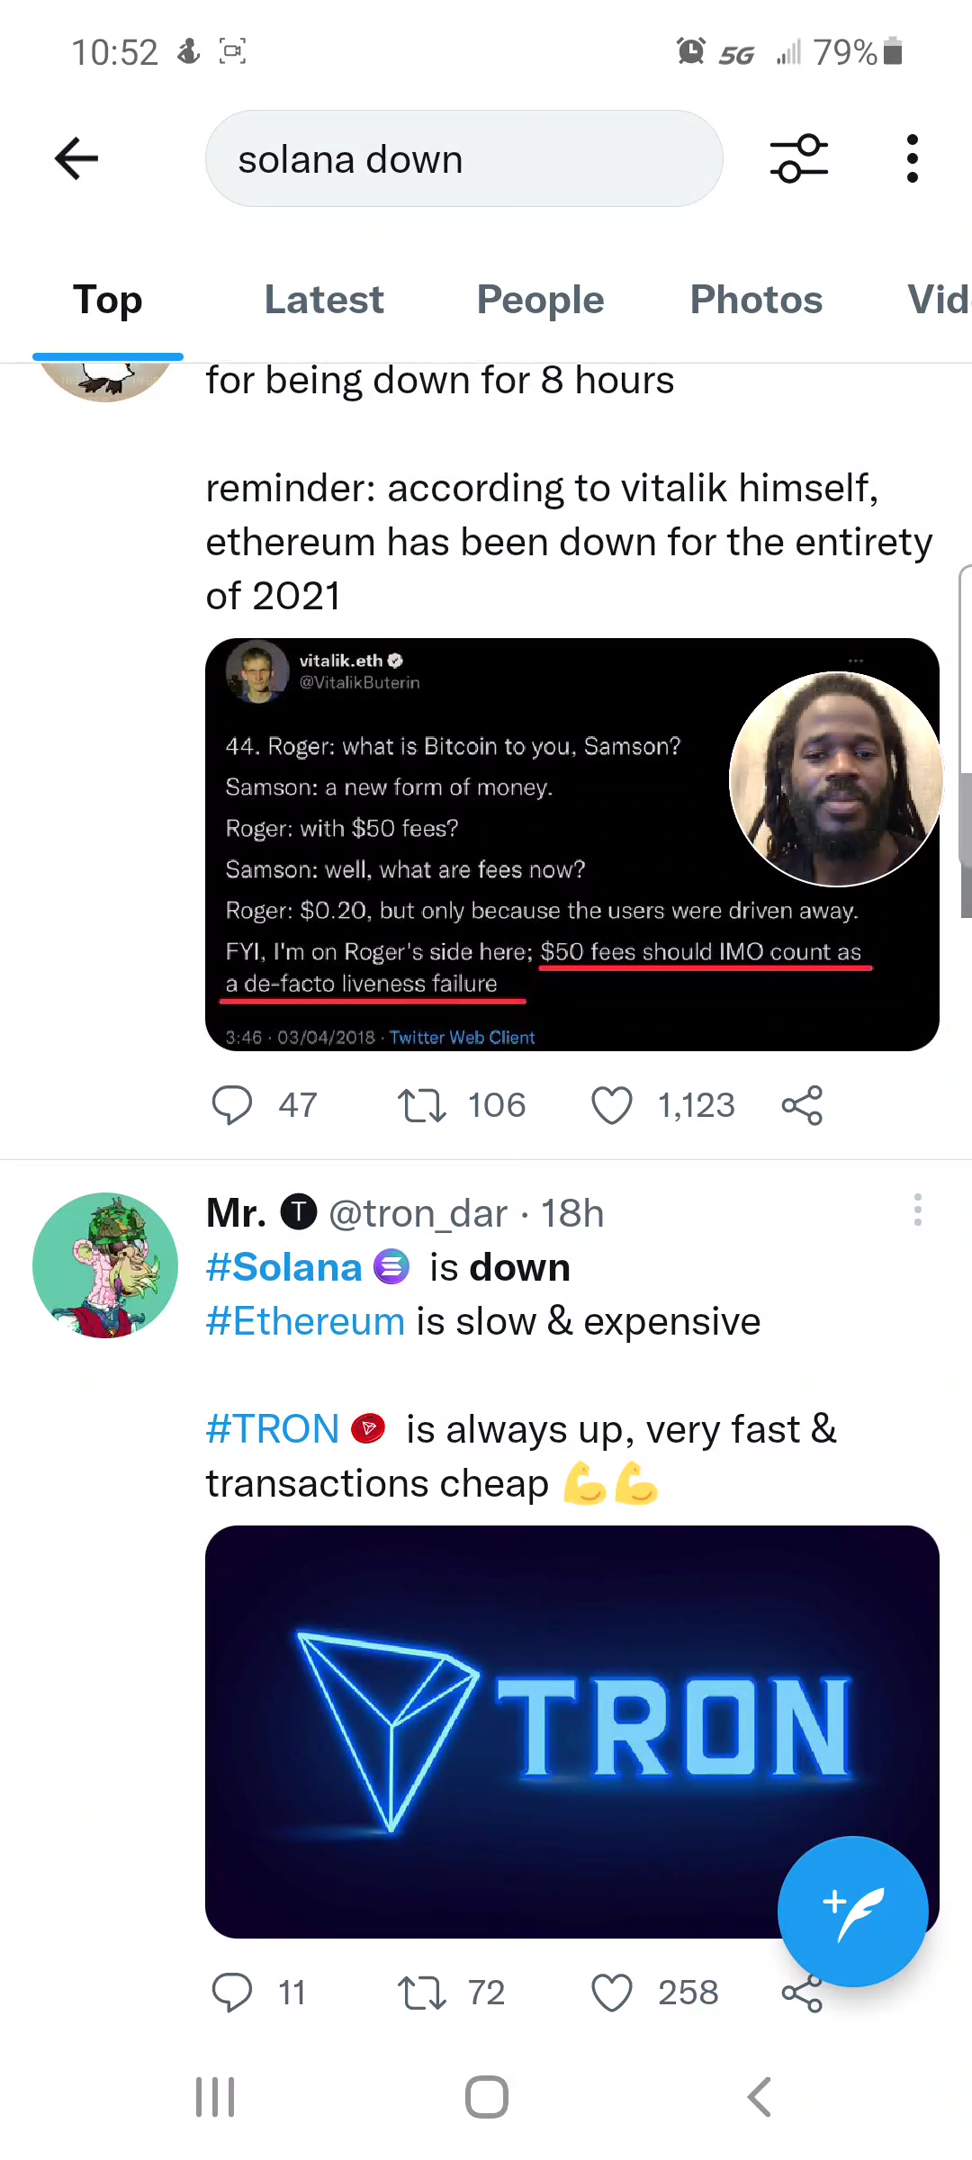 10:52
5G 79%
solana down
Top Latest People Photos Vid
for being down for 8 hours
reminder: according to vitalik himself,
ethereum has been down for the entirety
of 2021
vitalik.eth
@VitalikButerin
44. Roger: what is Bitcoin to you, Samson?
Samson: a new form of money.
Roger: with $50 fees?
Samson: well, what are fees now?
Roger: $0.20, but only because the users were driven away.
FYI, I'm on Roger's side here; $50 fees should IMO count as
a de-facto liveness failure
3:46 · 03/04/2018 · Twitter Web Client
47 106 1,123
Mr. T @tron_dar · 18h
#Solana is down
#Ethereum is slow & expensive
#TRON is always up, very fast &
transactions cheap 💪💪
TRON
11 72 258